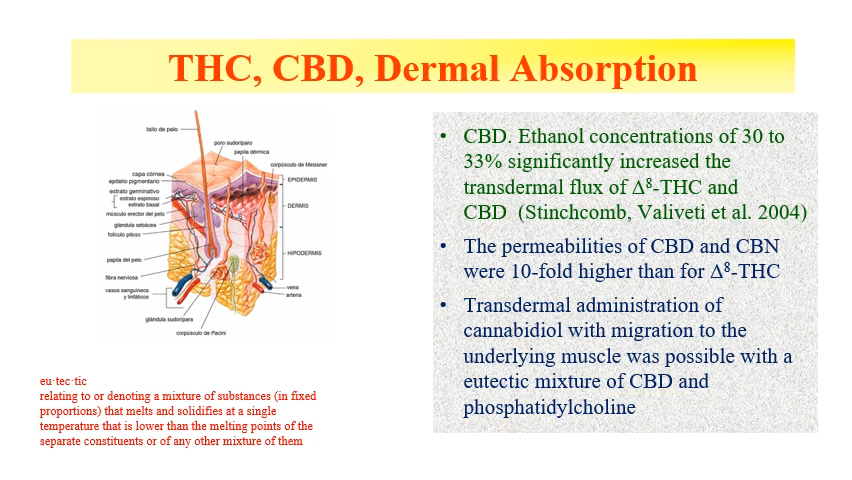 THC, CBD, Dermal Absorption
tallo de pelo
poro sudoríparo
papila dérmica
corpúsculo de Meissner
capa córnea
epitelio pigmentario
estrato germinativo
estrato espinoso
estrato basal
músculo erector del pelo
glándula sebácea
folículo piloso
papila del pelo
fibra nerviosa
vasos sanguíneos
y linfáticos
glándula sudorípara
corpúsculo de Pacini
EPIDERMIS
DERMIS
HIPODERMIS
vena
arteria
• CBD. Ethanol concentrations of 30 to
33% significantly increased the
transdermal flux of Δ⁸-THC and
CBD (Stinchcomb, Valiveti et al. 2004)
• The permeabilities of CBD and CBN
were 10-fold higher than for Δ⁸-THC
• Transdermal administration of
cannabidiol with migration to the
underlying muscle was possible with a
eutectic mixture of CBD and
phosphatidylcholine
eu·tec·tic
relating to or denoting a mixture of substances (in fixed
proportions) that melts and solidifies at a single
temperature that is lower than the melting points of the
separate constituents or of any other mixture of them